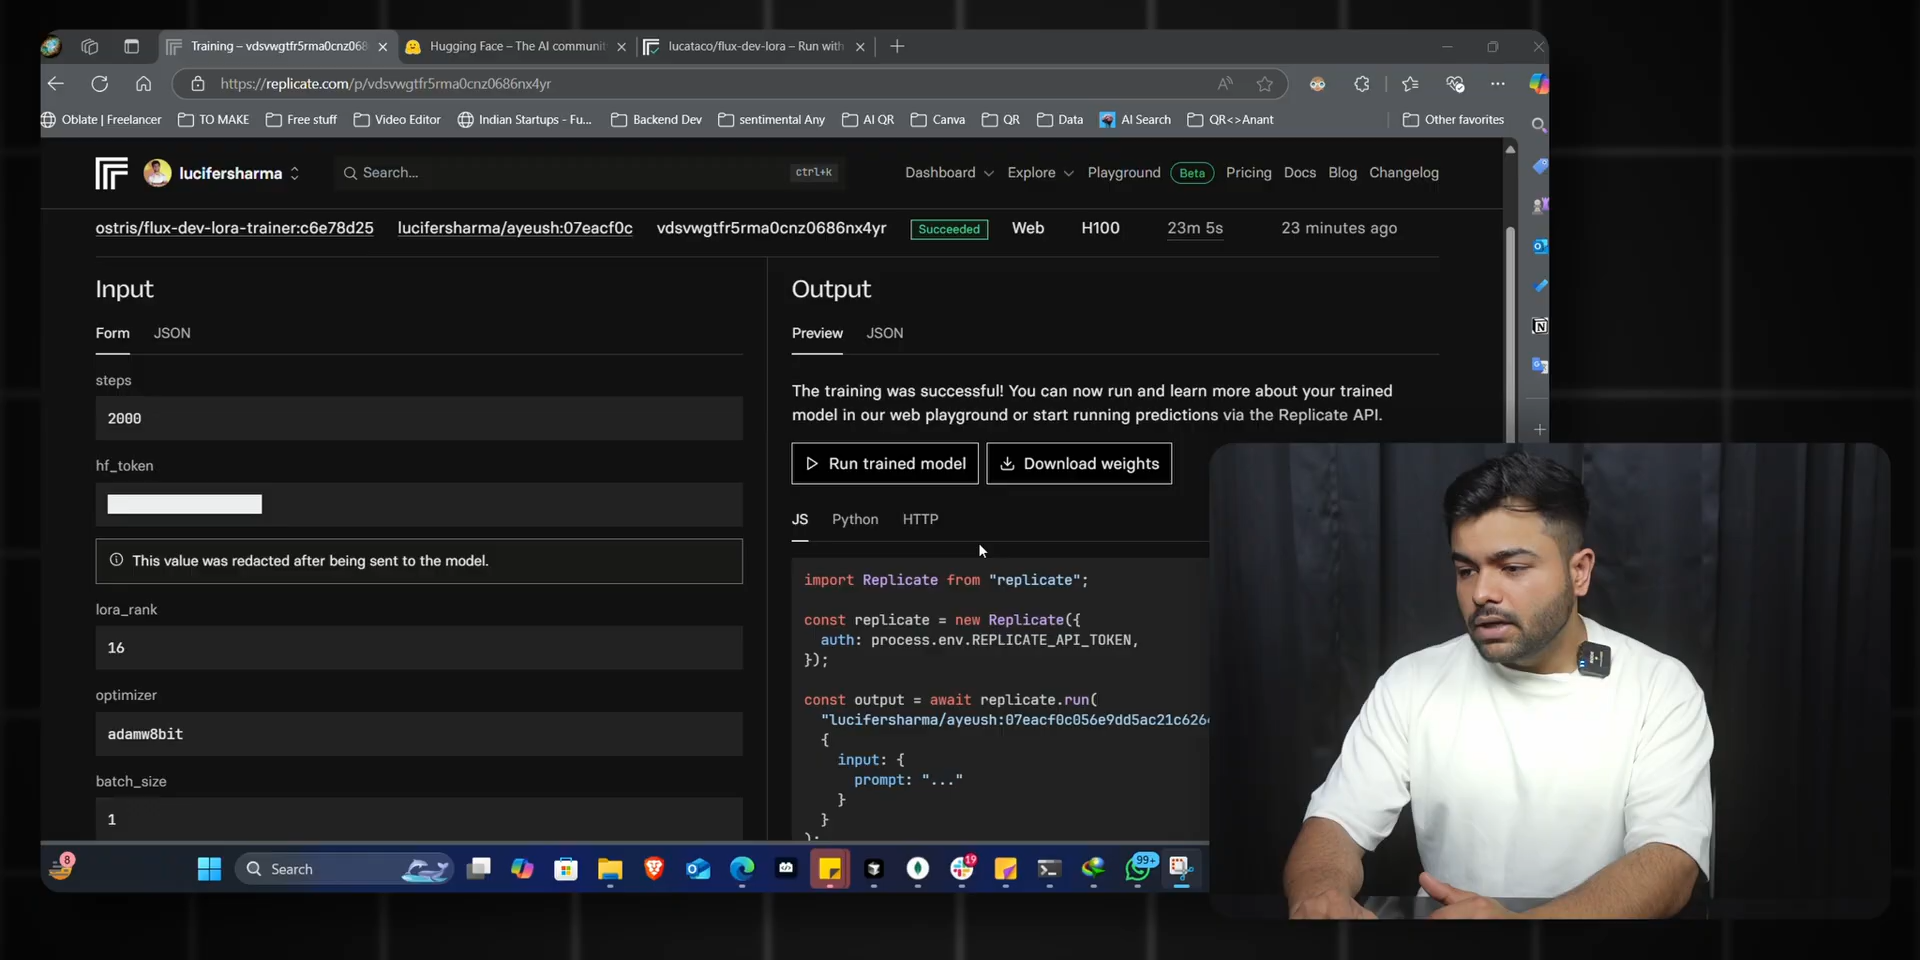 Training – vdsvwgtfr5rma0cnz068
Hugging Face – The AI communit
lucataco/flux-dev-lora – Run with
https://replicate.com/p/vdsvwgtfr5rma0cnz0686nx4yr
Oblate | Freelancer
TO MAKE
Free stuff
Video Editor
Indian Startups - Fu...
Backend Dev
sentimental Any
AI QR
Canva
QR
Data
AI Search
QR<>Anant
Other favorites
lucifersharma
Search...
ctrl+k
Dashboard
Explore
Playground
Beta
Pricing
Docs
Blog
Changelog
ostris/flux-dev-lora-trainer:c6e78d25
lucifersharma/ayeush:07eacf0c
vdsvwgtfr5rma0cnz0686nx4yr
Succeeded
Web
H100
23m 5s
23 minutes ago
Input
Form
JSON
steps
2000
hf_token
This value was redacted after being sent to the model.
lora_rank
16
optimizer
adamw8bit
batch_size
1
Output
Preview
JSON
The training was successful! You can now run and learn more about your trained
model in our web playground or start running predictions via the Replicate API.
Run trained model
Download weights
JS
Python
HTTP
import Replicate from "replicate";
const replicate = new Replicate({
auth: process.env.REPLICATE_API_TOKEN,
});
const output = await replicate.run(
"lucifersharma/ayeush:07eacf0c056e9dd5ac21c626
{
input: {
prompt: "..."
}
}
);
8
Search
19
99+